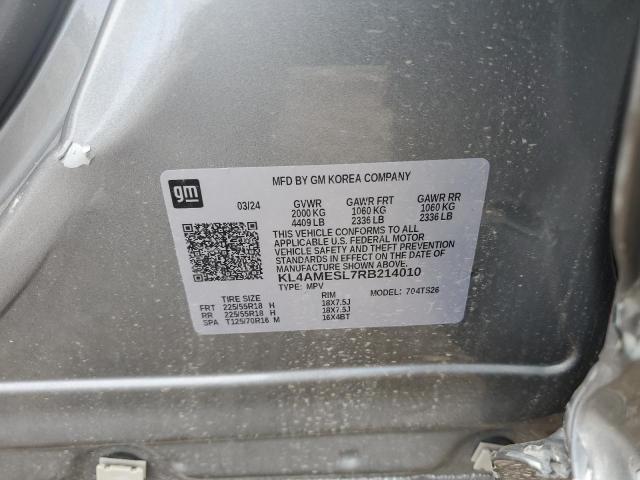 gm
MFD BY GM KOREA COMPANY
03/24 GVWR GAWR FRT GAWR RR
2000 KG 1060 KG 1060 KG
4409 LB 2336 LB 2336 LB
THIS VEHICLE CONFORMS TO ALL
APPLICABLE U.S. FEDERAL MOTOR
VEHICLE SAFETY AND THEFT PREVENTION
STANDARDS IN EFFECT ON THE DATE OF
MANUFACTURE SHOWN ABOVE.
KL4AMESL7RB214010
TYPE: MPV MODEL: 704TS26
TIRE SIZE RIM
FRT 225/55R18 H 18X7.5J
RR 225/55R18 H 18X7.5J
SPA T125/70R16 M 16X4BT